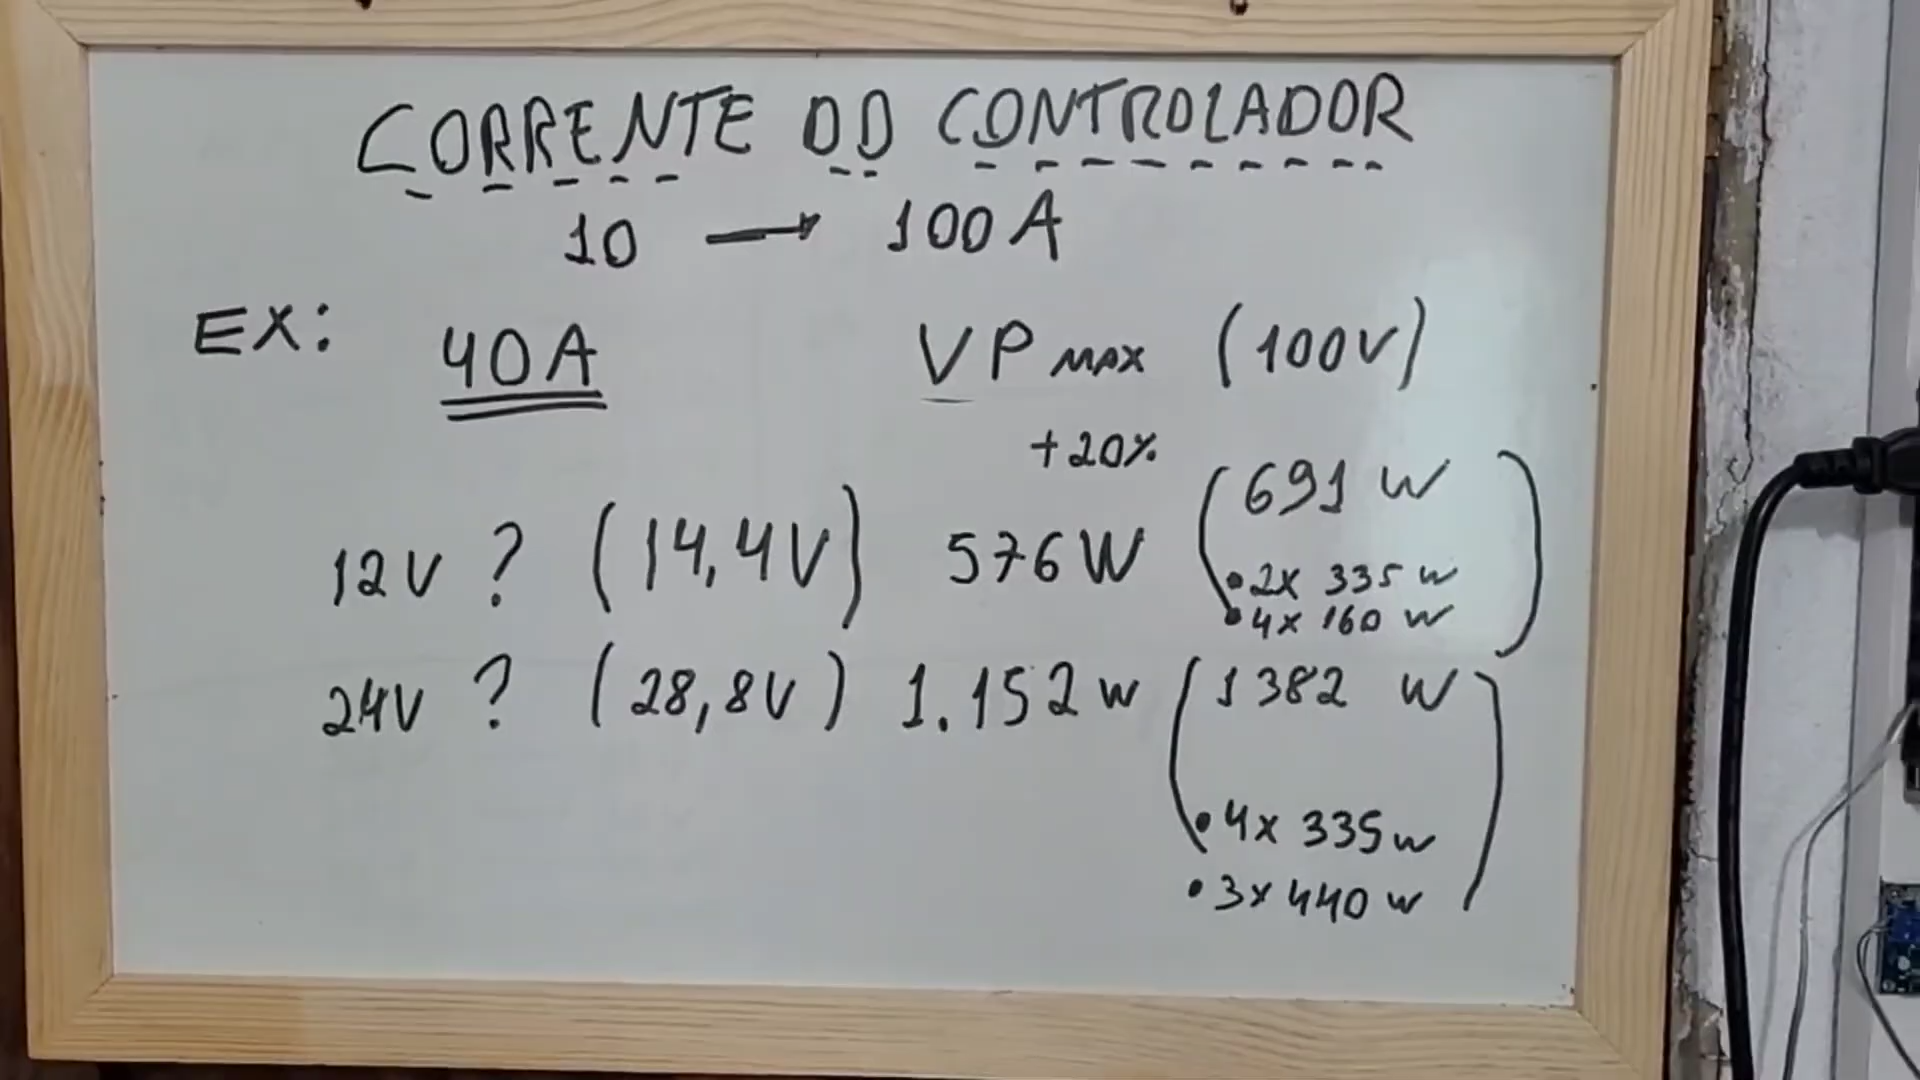 CORRENTE DO CONTROLADOR
10 → 100A
EX: 40A VP MAX (100V)
+20%
12V ? (14,4V) 576W (691 W
• 2x 335 W
• 4x 160 W)
24V ? (28,8V) 1.152W (1382 W
• 4x 335W
• 3x 440 W)